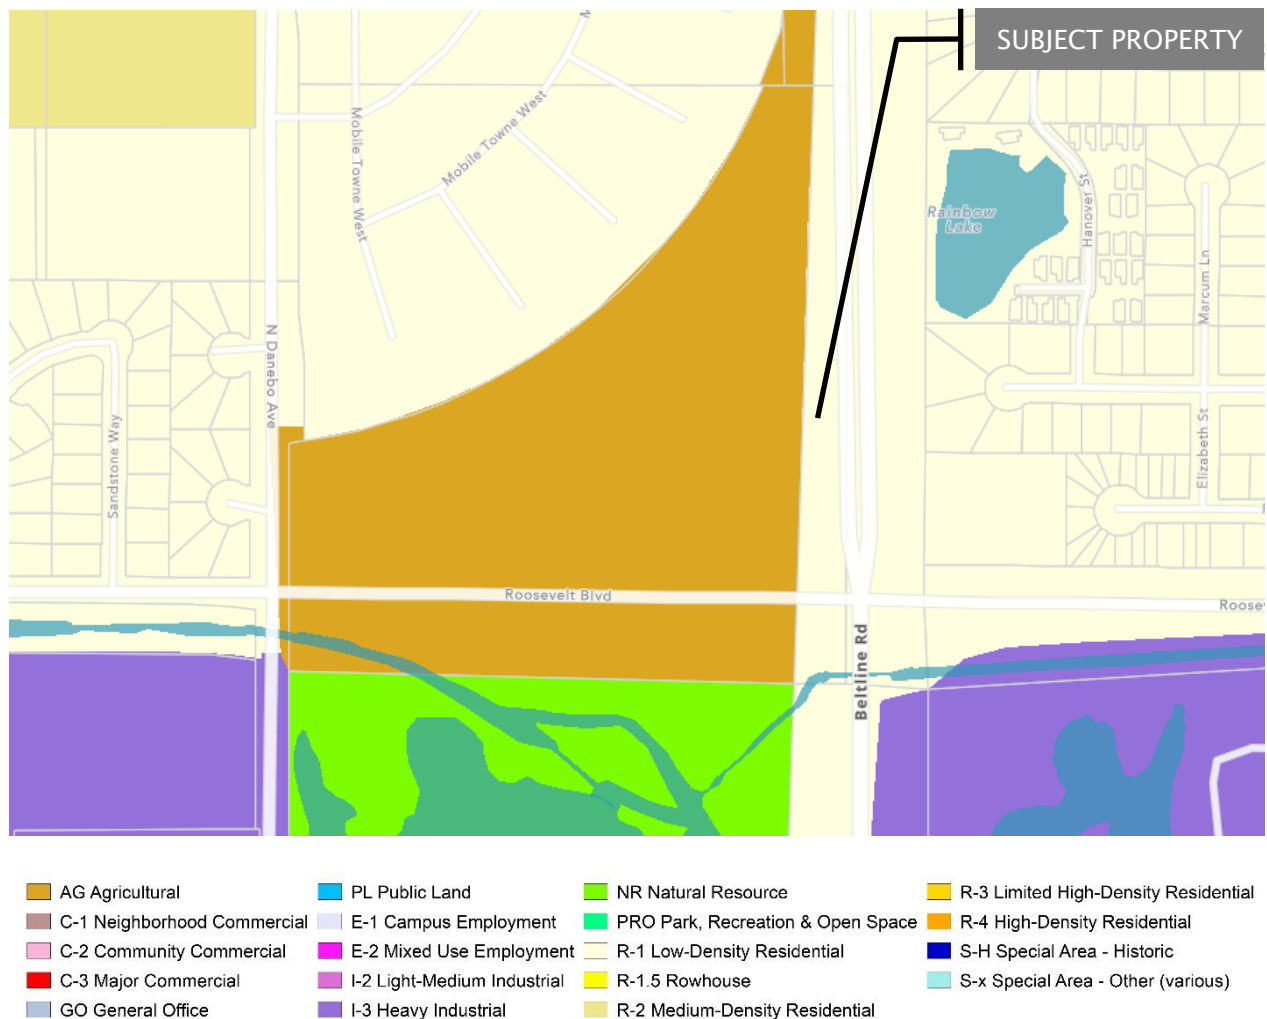 SUBJECT PROPERTY
Mobile Towne West
Mobile Towne West
Rainbow
Lake
Hanover St
Marcum Ln
N Danebo Ave
Sandstone Way
Elizabeth St
Roosevelt Blvd
Beltline Rd
AG Agricultural
C-1 Neighborhood Commercial
C-2 Community Commercial
C-3 Major Commercial
GO General Office
PL Public Land
E-1 Campus Employment
E-2 Mixed Use Employment
I-2 Light-Medium Industrial
I-3 Heavy Industrial
NR Natural Resource
PRO Park, Recreation & Open Space
R-1 Low-Density Residential
R-1.5 Rowhouse
R-2 Medium-Density Residential
R-3 Limited High-Density Residential
R-4 High-Density Residential
S-H Special Area - Historic
S-x Special Area - Other (various)